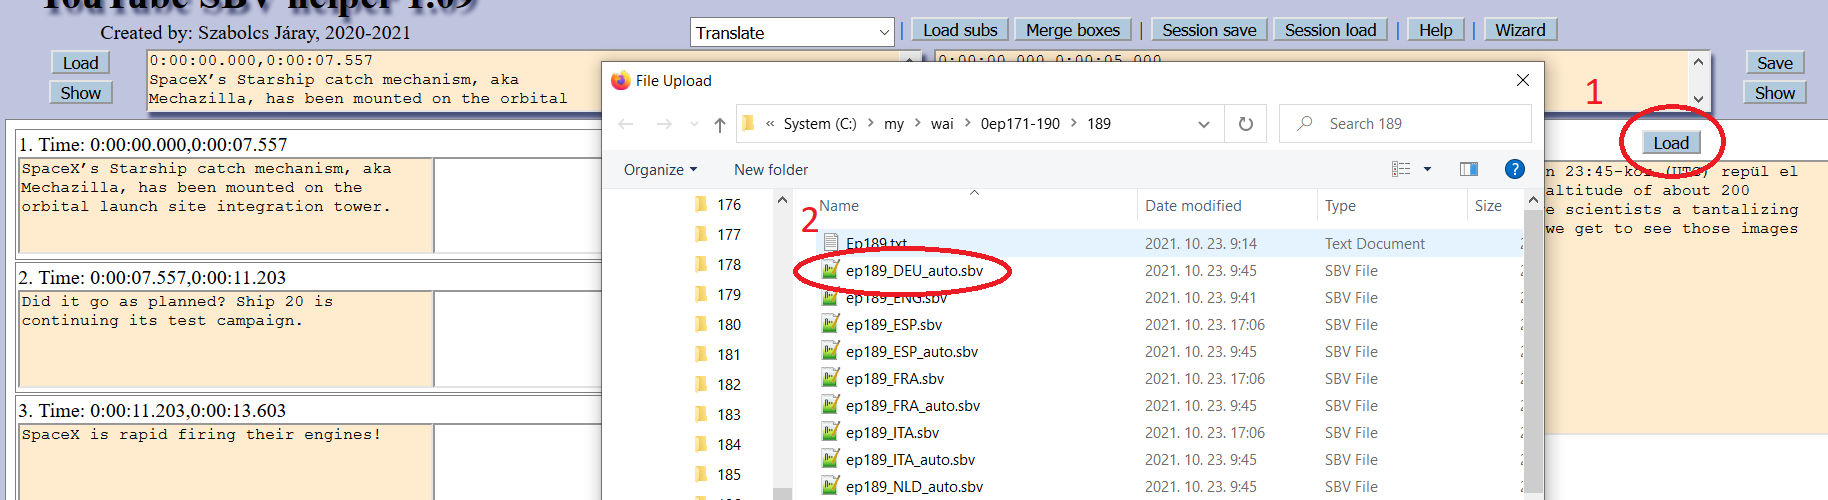 YouTube SBV helper 1.09
Created by: Szabolcs Járay, 2020-2021
Translate
| Load subs Merge boxes | Session save Session load | Help | Wizard
Load
Show
0:00:00.000,0:00:07.557
SpaceX’s Starship catch mechanism, aka
Mechazilla, has been mounted on the orbital
0:00:00.000,0:00:05.000
Save
Show
1
Load
1. Time: 0:00:00.000,0:00:07.557
SpaceX’s Starship catch mechanism, aka
Mechazilla, has been mounted on the
orbital launch site integration tower.
2. Time: 0:00:07.557,0:00:11.203
Did it go as planned? Ship 20 is
continuing its test campaign.
3. Time: 0:00:11.203,0:00:13.603
SpaceX is rapid firing their engines!
File Upload
« System (C:) > my > wai > 0ep171-190 > 189
Search 189
Organize
New folder
176
177
178
179
180
181
182
183
184
185
2
Name Date modified Type Size
Ep189.txt 2021. 10. 23. 9:14 Text Document
ep189_DEU_auto.sbv 2021. 10. 23. 9:45 SBV File
ep189_ENG.sbv 2021. 10. 23. 9:41 SBV File
ep189_ESP.sbv 2021. 10. 23. 17:06 SBV File
ep189_ESP_auto.sbv 2021. 10. 23. 9:45 SBV File
ep189_FRA.sbv 2021. 10. 23. 17:06 SBV File
ep189_FRA_auto.sbv 2021. 10. 23. 9:45 SBV File
ep189_ITA.sbv 2021. 10. 23. 17:06 SBV File
ep189_ITA_auto.sbv 2021. 10. 23. 9:45 SBV File
ep189_NLD_auto.sbv 2021. 10. 23. 9:45 SBV File
n 23:45-kor (UTC) repül el
altitude of about 200
e scientists a tantalizing
we get to see those images